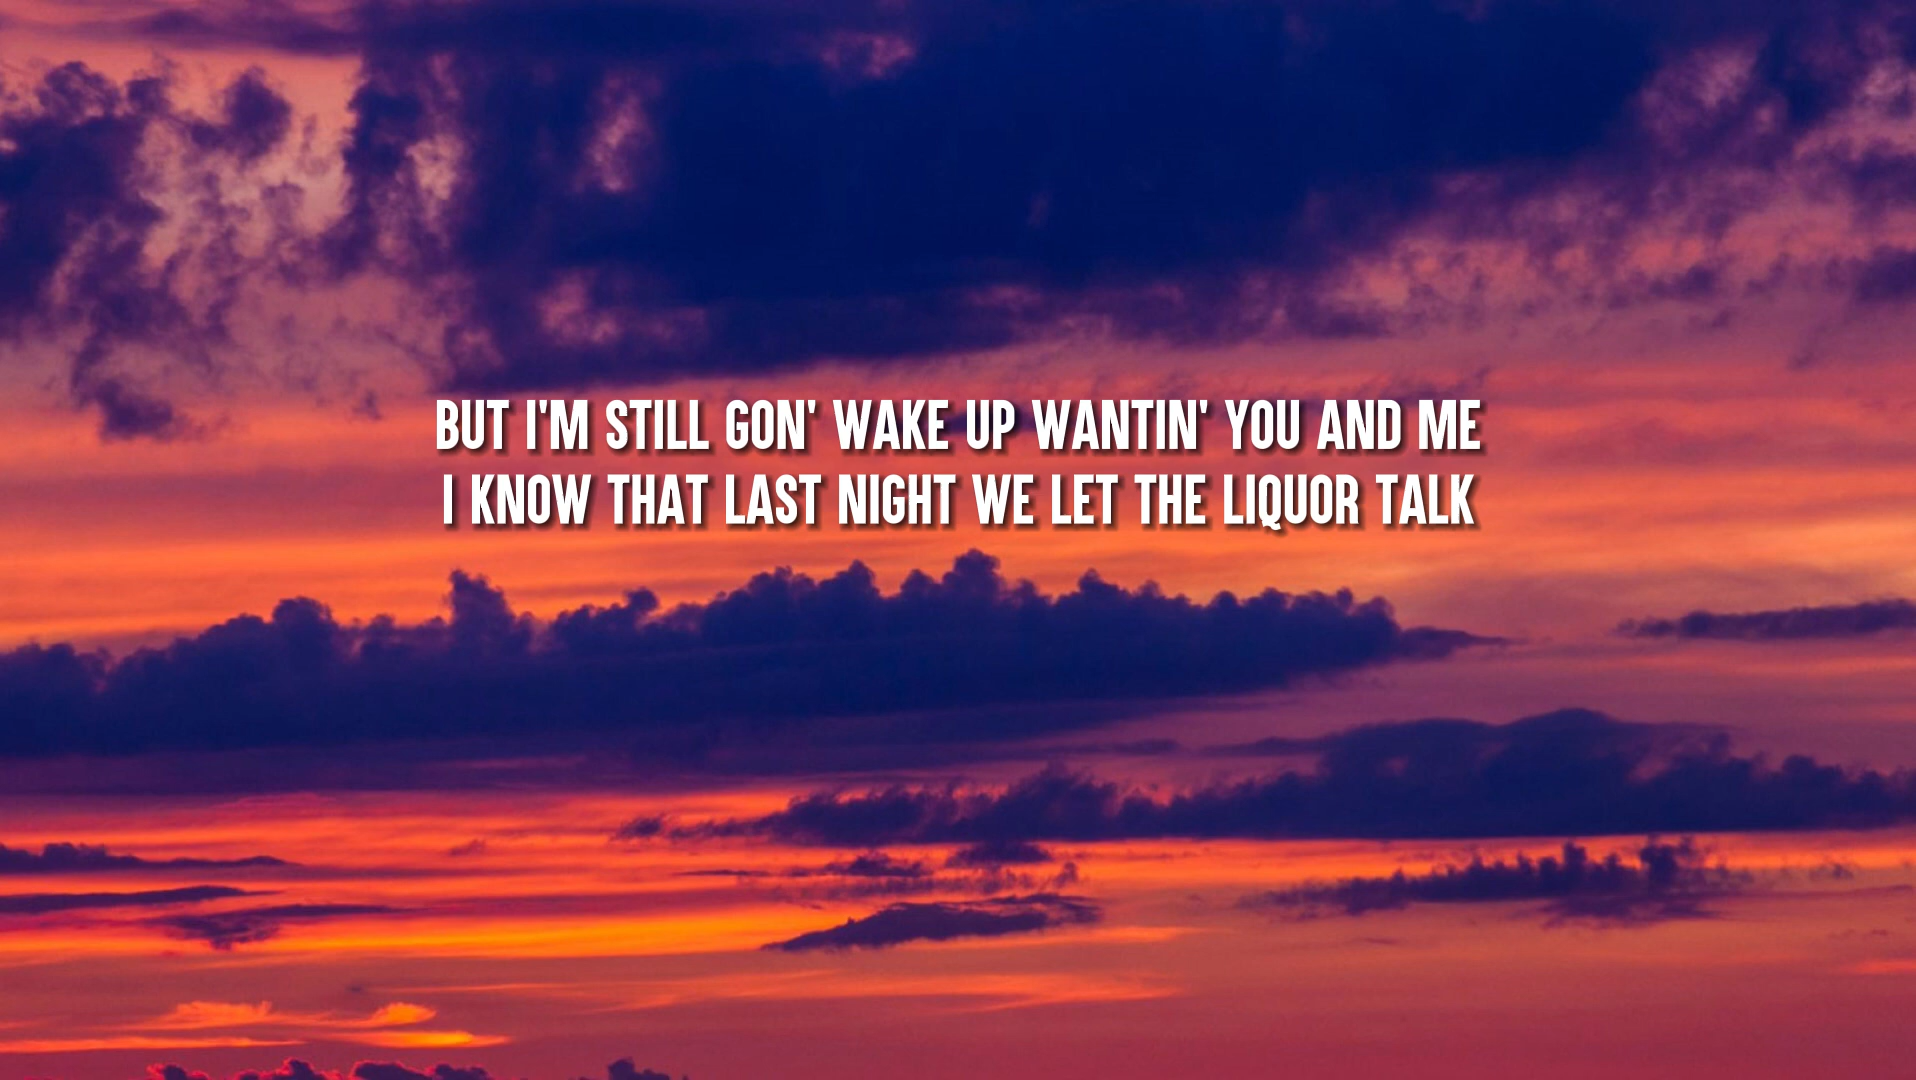 BUT I'M STILL GON' WAKE UP WANTIN' YOU AND ME
I KNOW THAT LAST NIGHT WE LET THE LIQUOR TALK